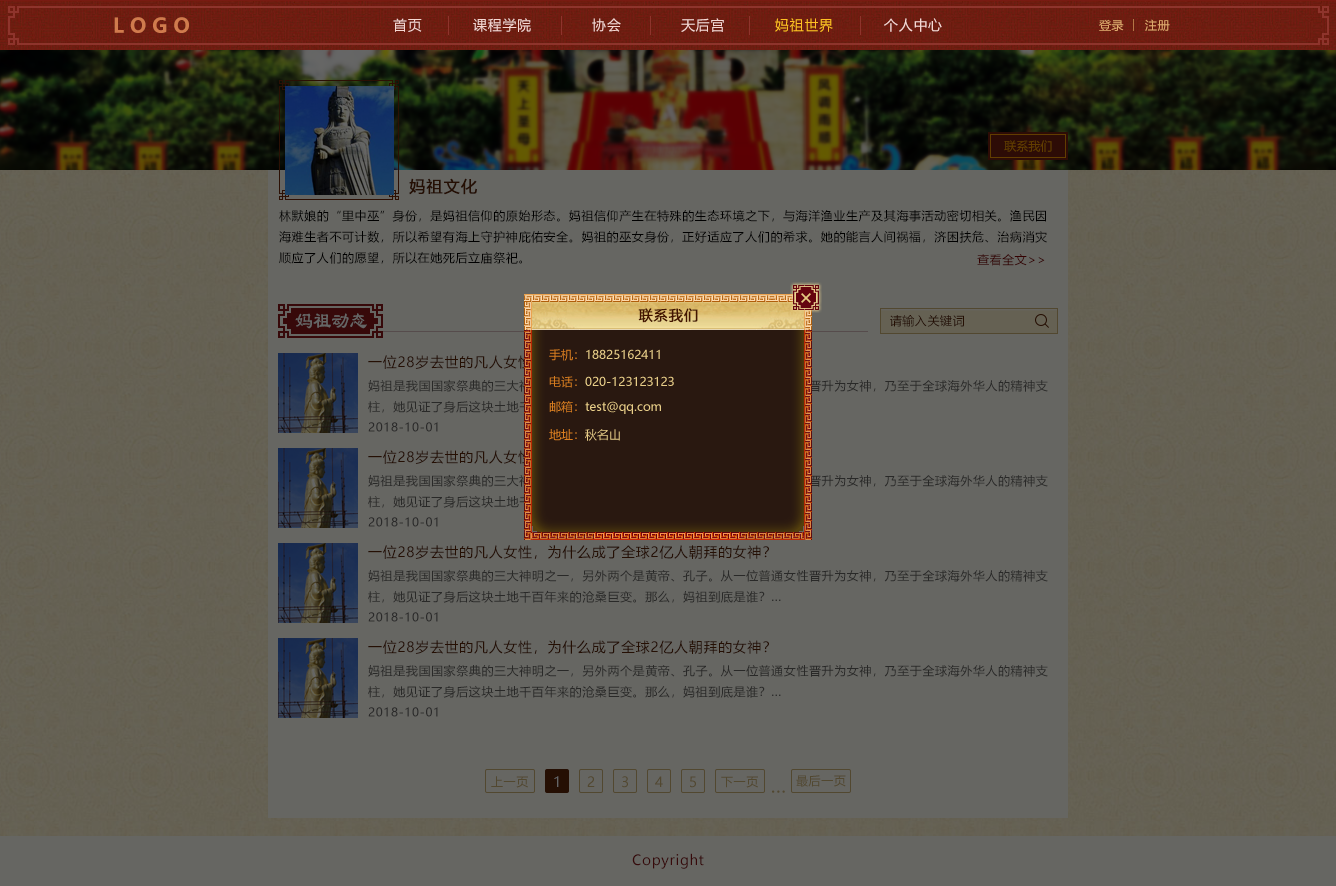 LOGO
首页
课程学院
协会
天后宫
妈祖世界
个人中心
登录
注册
天上圣母
风调雨顺
联系我们
妈祖文化
林默娘的“里中巫”身份，是妈祖信仰的原始形态。妈祖信仰产生在特殊的生态环境之下，与海洋渔业生产及其海事活动密切相关。渔民因
海难生者不可计数，所以希望有海上守护神庇佑安全。妈祖的巫女身份，正好适应了人们的希求。她的能言人间祸福，济困扶危、治病消灾
顺应了人们的愿望，所以在她死后立庙祭祀。
查看全文>>
妈祖动态
请输入关键词
联系我们
手机：18825162411
电话：020-123123123
邮箱：test@qq.com
地址：秋名山
一位28岁去世的凡人女性
妈祖是我国国家祭典的三大神
晋升为女神，乃至于全球海外华人的精神支
柱，她见证了身后这块土地千
2018-10-01
一位28岁去世的凡人女性
妈祖是我国国家祭典的三大神
晋升为女神，乃至于全球海外华人的精神支
柱，她见证了身后这块土地千
2018-10-01
一位28岁去世的凡人女性，为什么成了全球2亿人朝拜的女神？
妈祖是我国国家祭典的三大神明之一，另外两个是黄帝、孔子。从一位普通女性晋升为女神，乃至于全球海外华人的精神支
柱，她见证了身后这块土地千百年来的沧桑巨变。那么，妈祖到底是谁？...
2018-10-01
一位28岁去世的凡人女性，为什么成了全球2亿人朝拜的女神？
妈祖是我国国家祭典的三大神明之一，另外两个是黄帝、孔子。从一位普通女性晋升为女神，乃至于全球海外华人的精神支
柱，她见证了身后这块土地千百年来的沧桑巨变。那么，妈祖到底是谁？...
2018-10-01
上一页 1 2 3 4 5 下一页 ... 最后一页
Copyright